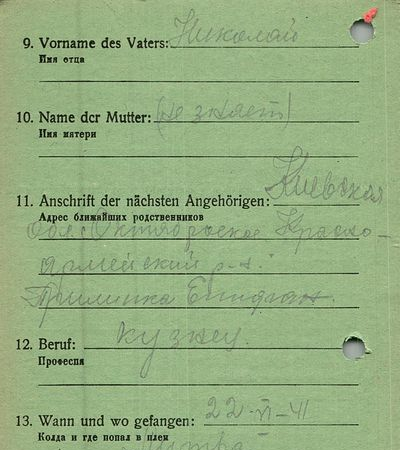 9. Vorname des Vaters: Николай
Имя отца
10. Name der Mutter: (не знает)
Имя матери
Киевская
11. Anschrift der nächsten Angehörigen:
Адрес ближайших родственников
обл. Октябрьское Красно-
армейский р-н.
12. Beruf: кузнец.
Професия
13. Wann und wo gefangen: 22-VI-41
Колда и где попал в плен